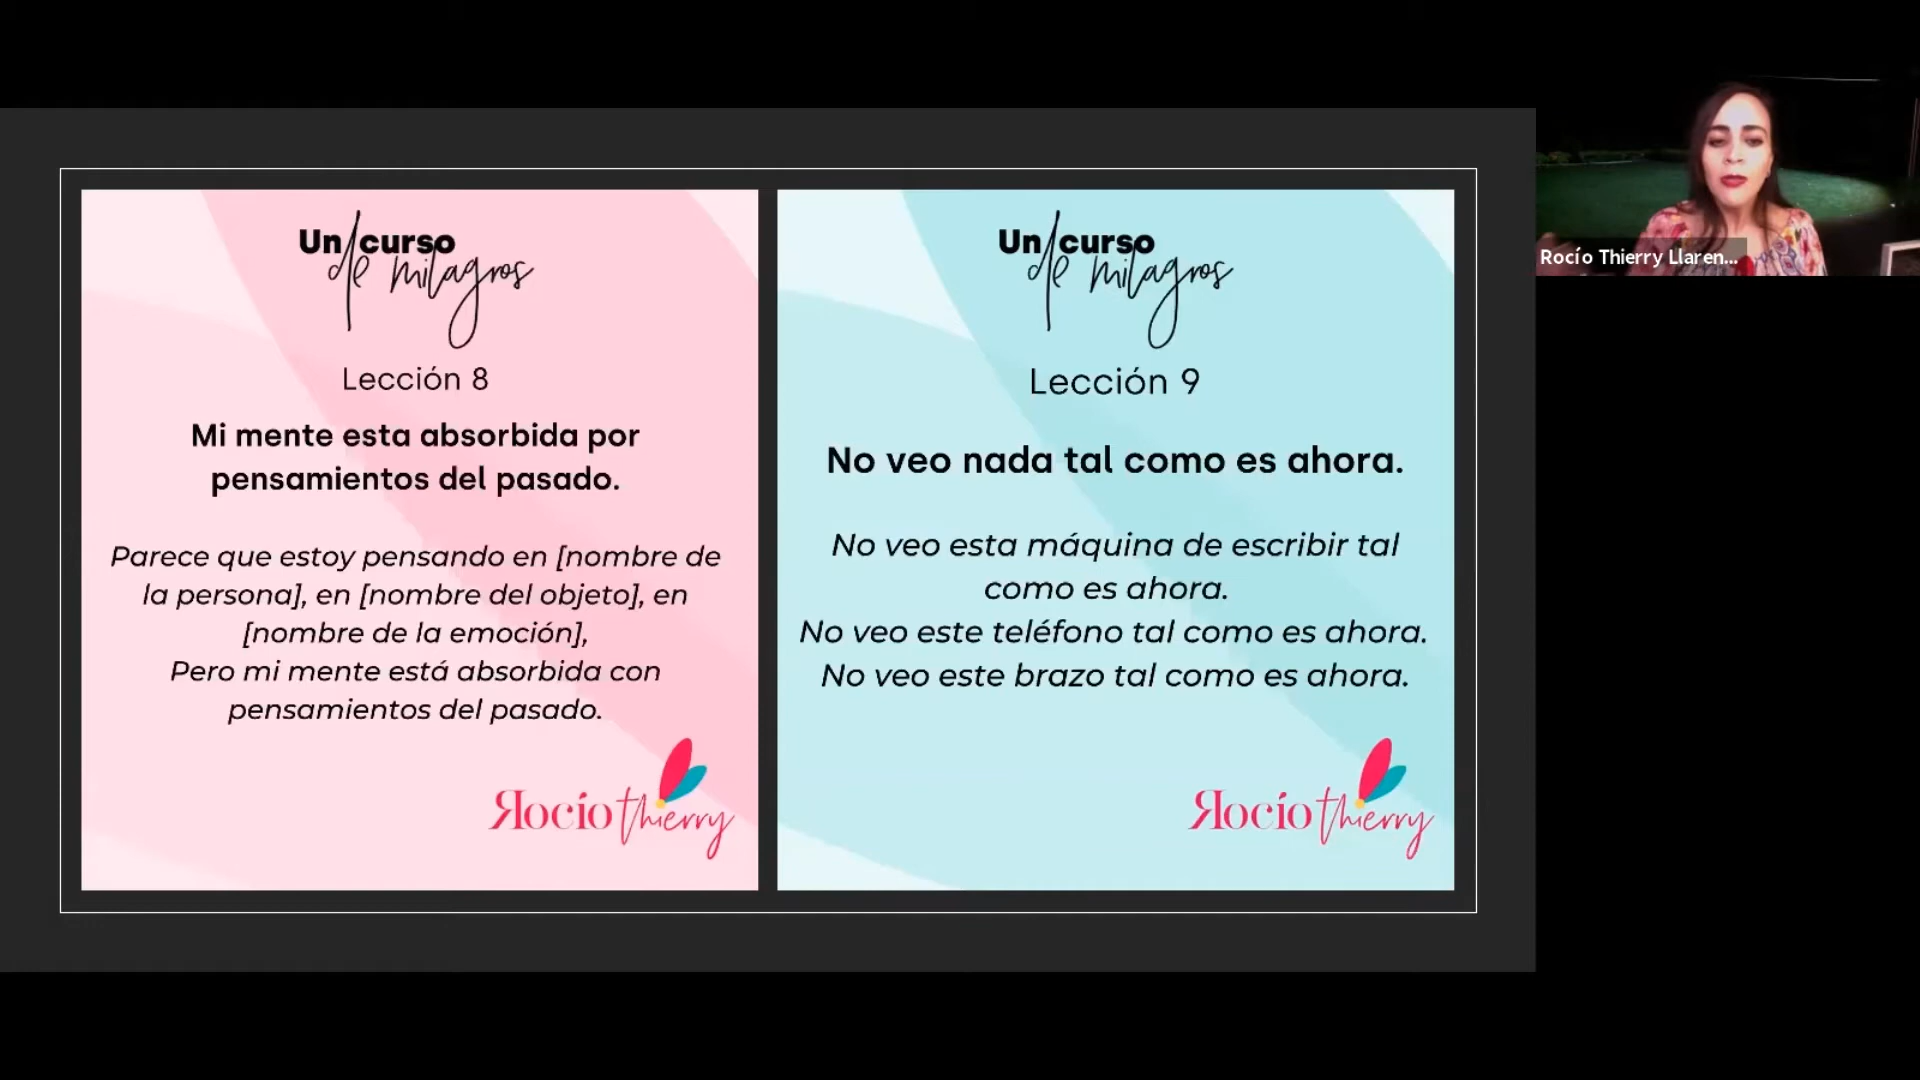 Un curso
de milagros
Lección 8
Mi mente esta absorbida por
pensamientos del pasado.
Parece que estoy pensando en [nombre de
la persona], en [nombre del objeto], en
[nombre de la emoción],
Pero mi mente está absorbida con
pensamientos del pasado.
Rocío thierry
Un curso
de milagros
Lección 9
No veo nada tal como es ahora.
No veo esta máquina de escribir tal
como es ahora.
No veo este teléfono tal como es ahora.
No veo este brazo tal como es ahora.
Rocío thierry
Rocío Thierry Llaren...